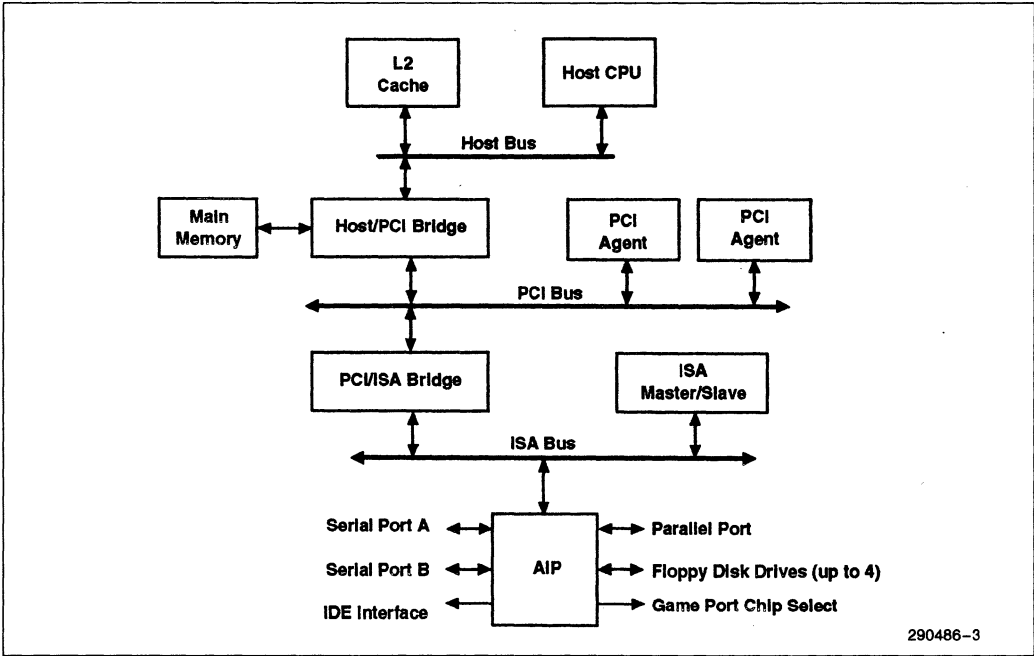 L2
Cache
Host CPU
Host Bus
Main
Memory
Host/PCI Bridge
PCI
Agent
PCI
Agent
PCI Bus
PCI/ISA Bridge
ISA
Master/Slave
ISA Bus
Serial Port A
Parallel Port
Serial Port B
AIP
Floppy Disk Drives (up to 4)
IDE Interface
Game Port Chip Select
290486–3